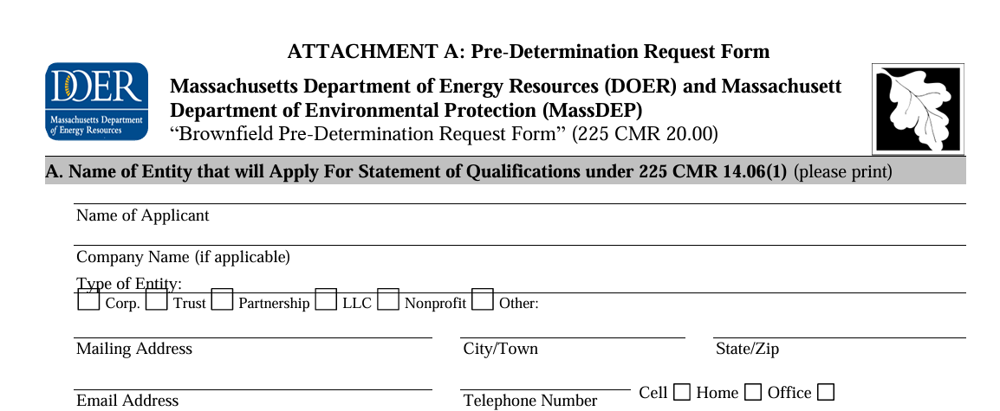 ATTACHMENT A: Pre-Determination Request Form
DOER
Massachusetts Department
of Energy Resources
Massachusetts Department of Energy Resources (DOER) and Massachusett
Department of Environmental Protection (MassDEP)
“Brownfield Pre-Determination Request Form” (225 CMR 20.00)
A. Name of Entity that will Apply For Statement of Qualifications under 225 CMR 14.06(1) (please print)
Name of Applicant
Company Name (if applicable)
Type of Entity:
Corp. Trust Partnership LLC Nonprofit Other:
Mailing Address City/Town State/Zip
Cell Home Office
Email Address Telephone Number